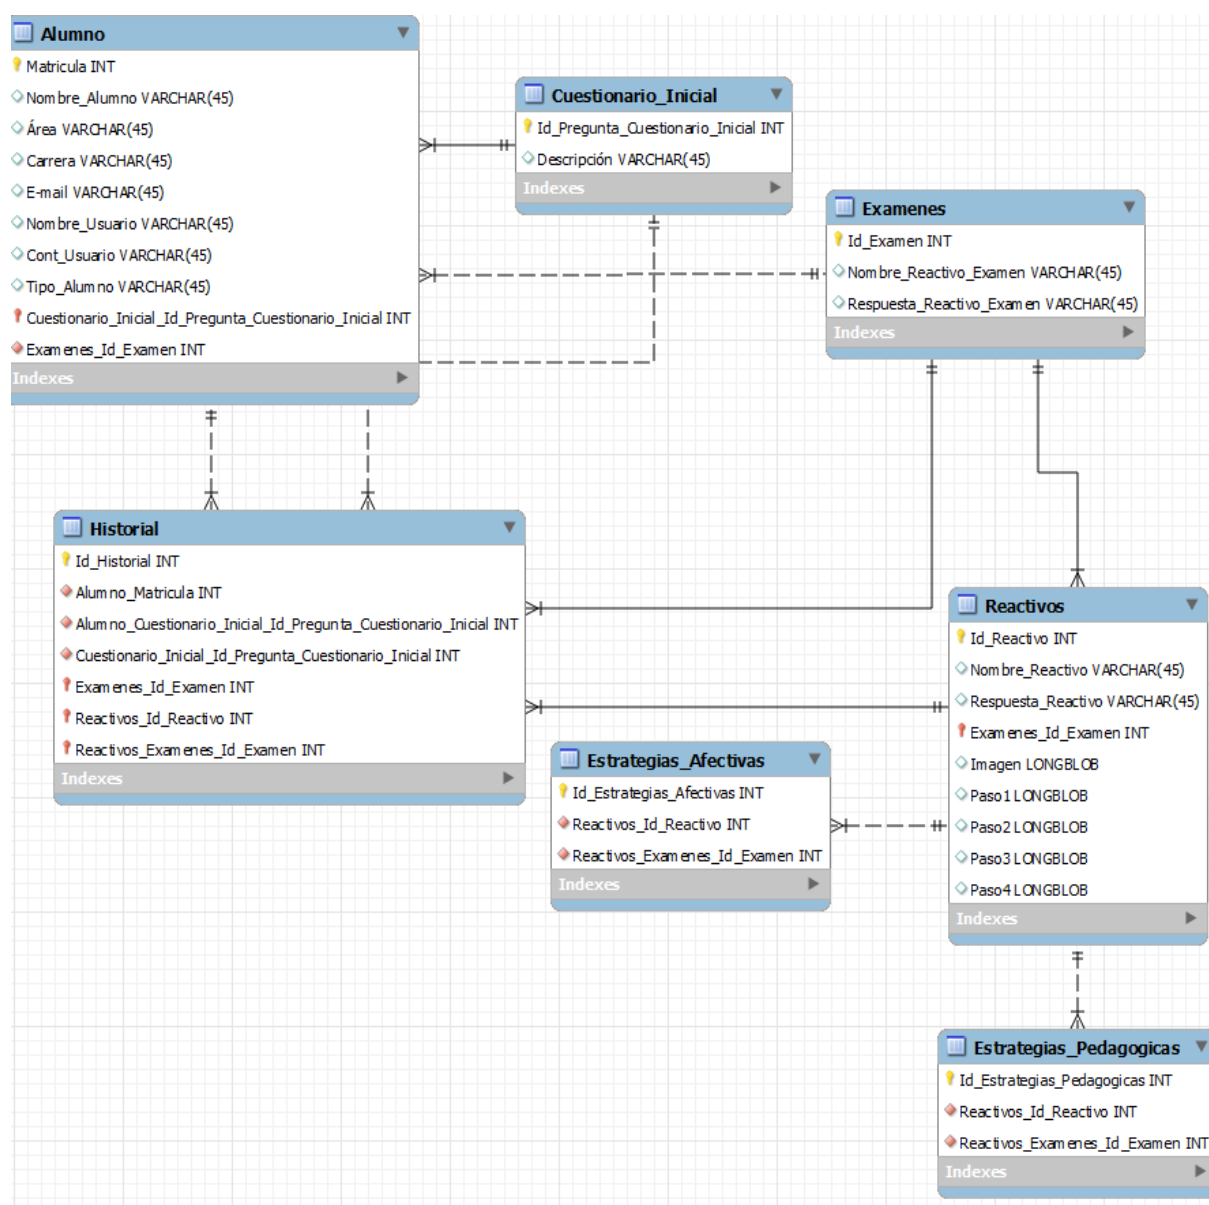 Alumno
Matricula INT
Nombre_Alumno VARCHAR(45)
Área VARCHAR(45)
Carrera VARCHAR(45)
E-mail VARCHAR(45)
Nombre_Usuario VARCHAR(45)
Cont_Usuario VARCHAR(45)
Tipo_Alumno VARCHAR(45)
Cuestionario_Inicial_Id_Pregunta_Cuestionario_Inicial INT
Examenes_Id_Examen INT
Indexes
Cuestionario_Inicial
Id_Pregunta_Cuestionario_Inicial INT
Descripción VARCHAR(45)
Indexes
Examenes
Id_Examen INT
Nombre_Reactivo_Examen VARCHAR(45)
Respuesta_Reactivo_Examen VARCHAR(45)
Indexes
Historial
Id_Historial INT
Alumno_Matricula INT
Alumno_Cuestionario_Inicial_Id_Pregunta_Cuestionario_Inicial INT
Cuestionario_Inicial_Id_Pregunta_Cuestionario_Inicial INT
Examenes_Id_Examen INT
Reactivos_Id_Reactivo INT
Reactivos_Examenes_Id_Examen INT
Indexes
Reactivos
Id_Reactivo INT
Nombre_Reactivo VARCHAR(45)
Respuesta_Reactivo VARCHAR(45)
Examenes_Id_Examen INT
Imagen LONGBLOB
Paso1 LONGBLOB
Paso2 LONGBLOB
Paso3 LONGBLOB
Paso4 LONGBLOB
Indexes
Estrategias_Afectivas
Id_Estrategias_Afectivas INT
Reactivos_Id_Reactivo INT
Reactivos_Examenes_Id_Examen INT
Indexes
Estrategias_Pedagogicas
Id_Estrategias_Pedagogicas INT
Reactivos_Id_Reactivo INT
Reactivos_Examenes_Id_Examen INT
Indexes